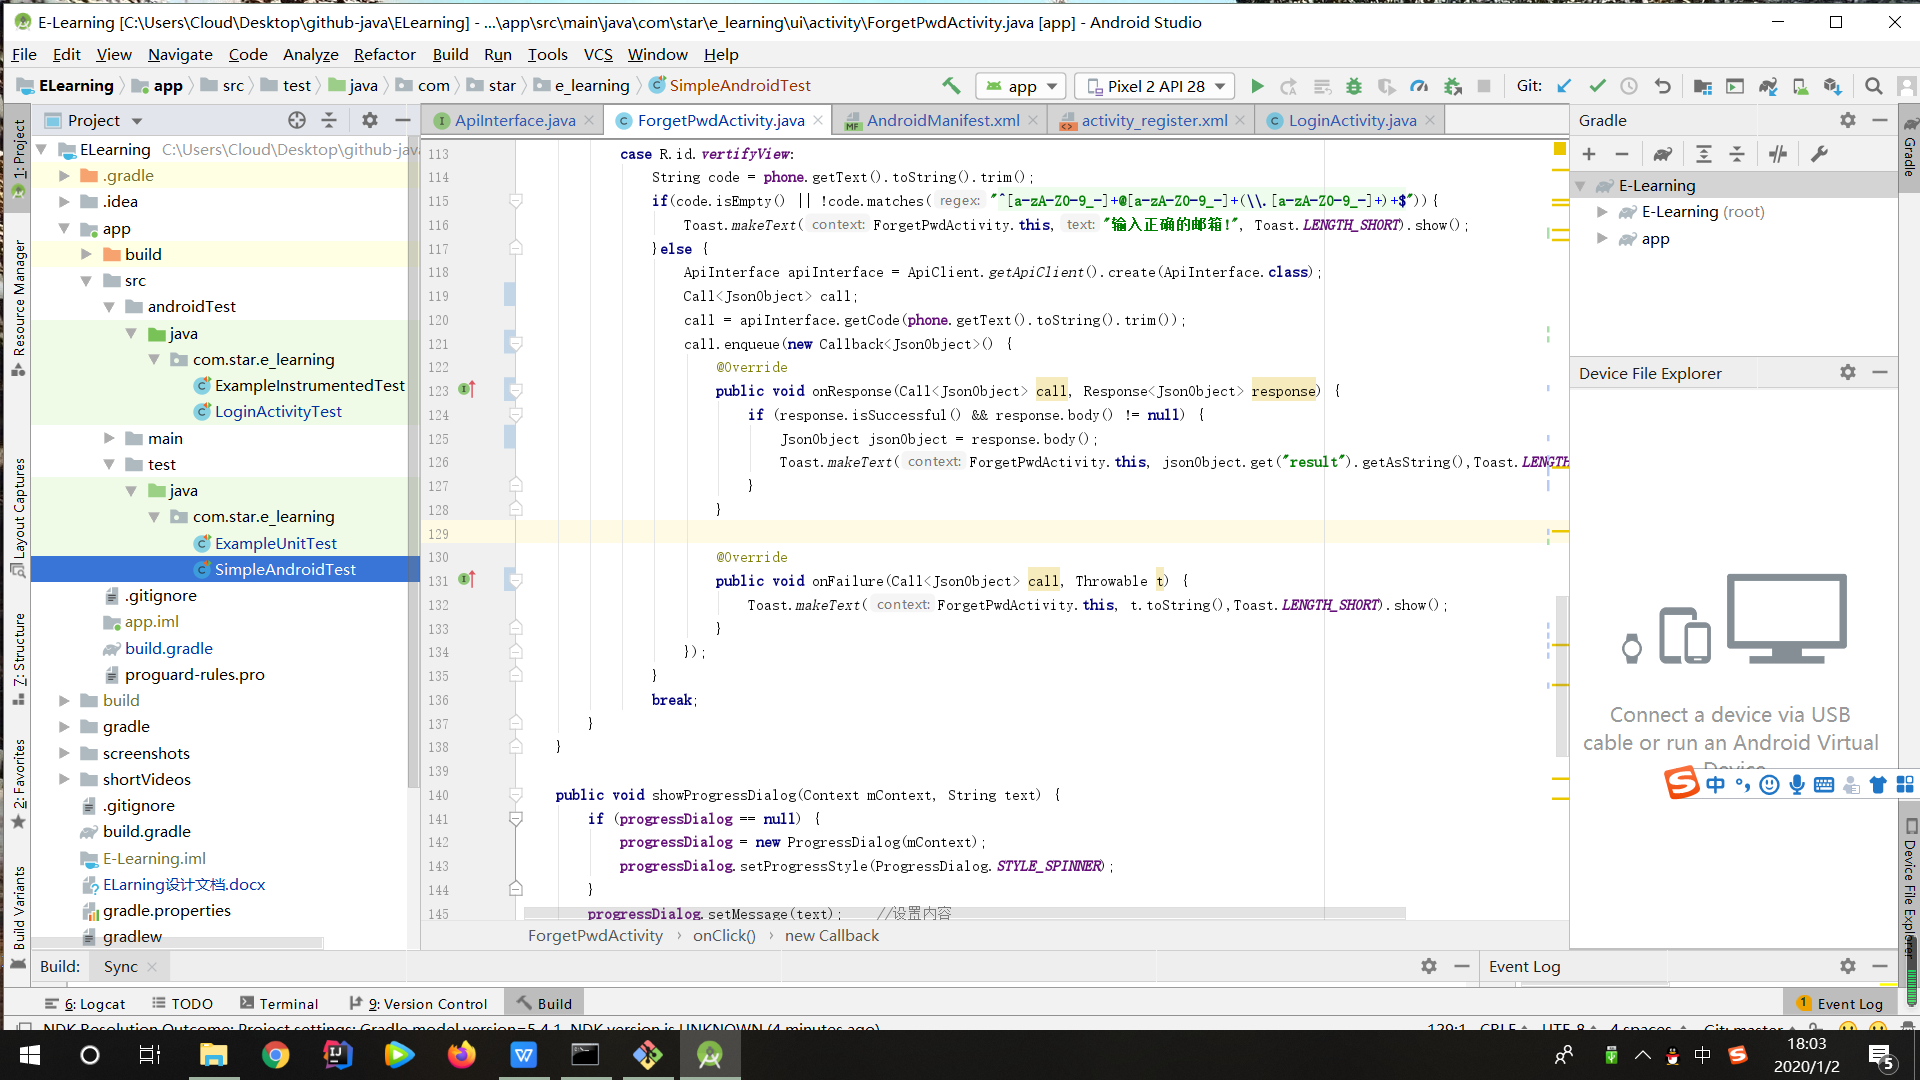 E-Learning [C:\Users\Cloud\Desktop\github-java\ELearning] - ...\app\src\main\java\com\star\e_learning\ui\activity\ForgetPwdActivity.java [app] - Android Studio
File Edit View Navigate Code Analyze Refactor Build Run Tools VCS Window Help
ELearning app src test java com star e_learning SimpleAndroidTest app Pixel 2 API 28 Git:
Project
ApiInterface.java ForgetPwdActivity.java AndroidManifest.xml activity_register.xml LoginActivity.java
Gradle
1: Project
Resource Manager
Layout Captures
7: Structure
2: Favorites
Build Variants
ELearning C:\Users\Cloud\Desktop\github-jav
.gradle
.idea
app
build
src
androidTest
java
com.star.e_learning
ExampleInstrumentedTest
LoginActivityTest
main
test
java
com.star.e_learning
ExampleUnitTest
SimpleAndroidTest
.gitignore
app.iml
build.gradle
proguard-rules.pro
build
gradle
screenshots
shortVideos
.gitignore
build.gradle
E-Learning.iml
ELarning设计文档.docx
gradle.properties
gradlew
113 case R.id.vertifyView:
114 String code = phone.getText().toString().trim();
115 if(code.isEmpty() || !code.matches( regex: "^[a-zA-Z0-9_-]+@[a-zA-Z0-9_-]+(\\.[a-zA-Z0-9_-]+)+$")){
116 Toast.makeText( context: ForgetPwdActivity.this, text: "输入正确的邮箱!", Toast.LENGTH_SHORT).show();
117 }else {
118 ApiInterface apiInterface = ApiClient.getApiClient().create(ApiInterface.class);
119 Call<JsonObject> call;
120 call = apiInterface.getCode(phone.getText().toString().trim());
121 call.enqueue(new Callback<JsonObject>() {
122 @Override
123 public void onResponse(Call<JsonObject> call, Response<JsonObject> response) {
124 if (response.isSuccessful() && response.body() != null) {
125 JsonObject jsonObject = response.body();
126 Toast.makeText( context: ForgetPwdActivity.this, jsonObject.get("result").getAsString(),Toast.LENGTH
127 }
128 }
129
130 @Override
131 public void onFailure(Call<JsonObject> call, Throwable t) {
132 Toast.makeText( context: ForgetPwdActivity.this, t.toString(),Toast.LENGTH_SHORT).show();
133 }
134 });
135 }
136 break;
137 }
138 }
139
140 public void showProgressDialog(Context mContext, String text) {
141 if (progressDialog == null) {
142 progressDialog = new ProgressDialog(mContext);
143 progressDialog.setProgressStyle(ProgressDialog.STYLE_SPINNER);
144 }
145 progressDialog.setMessage(text); //设置内容
ForgetPwdActivity › onClick() › new Callback
E-Learning
E-Learning (root)
app
Device File Explorer
Connect a device via USB
cable or run an Android Virtual
Device
中
Gradle
Device File Explorer
Build: Sync
Event Log
6: Logcat TODO Terminal 9: Version Control Build
1 Event Log
NDK Resolution Outcome: Project settings: Gradle model version=5.4.1, NDK version is UNKNOWN (4 minutes ago)
129:1 CRLF UTF-8 4 spaces Git: master
中
18:03
2020/1/2
5